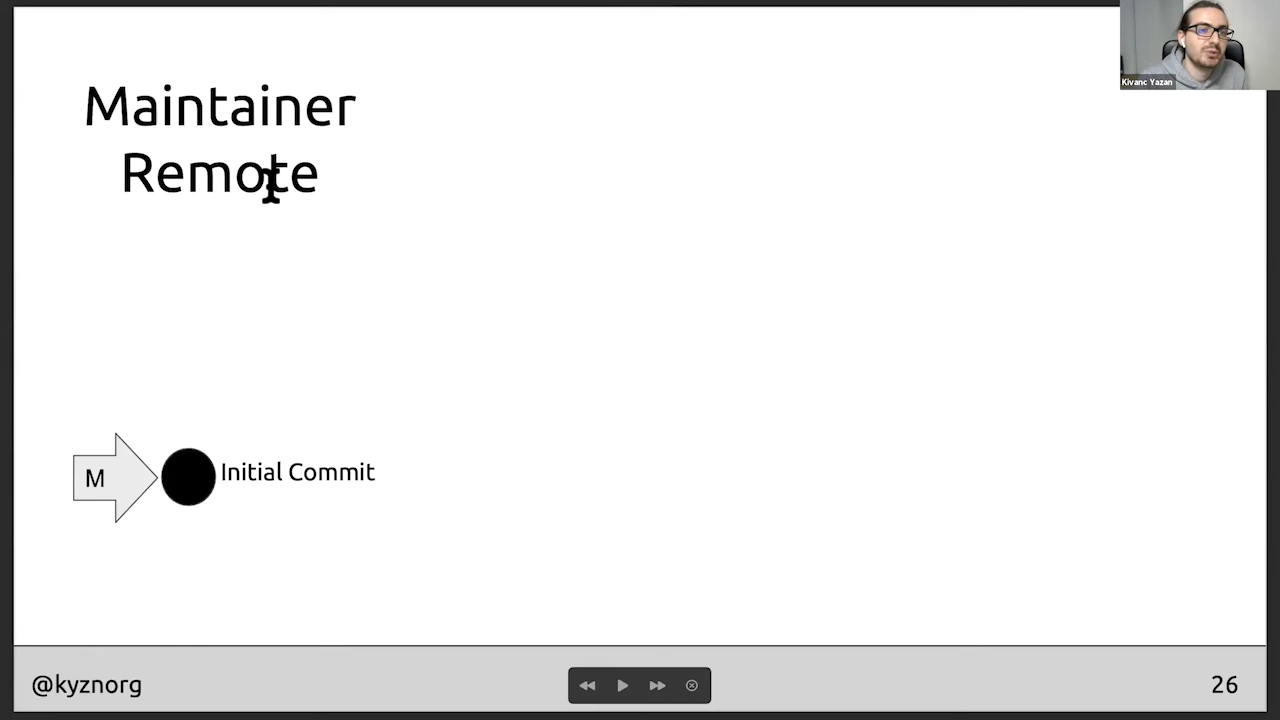 Maintainer
Remote
Kivanc Yazan
M
Initial Commit
@kyznorg
26